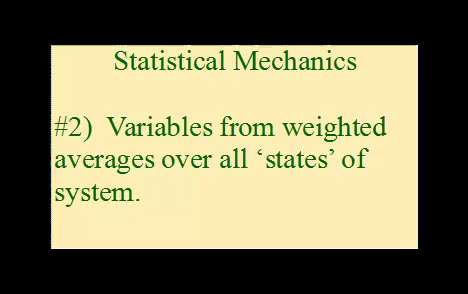 Statistical Mechanics
#2)  Variables from weighted
averages over all ‘states’ of
system.